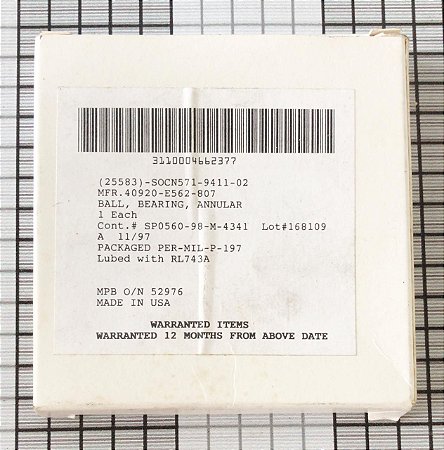 3110004662377
(25583)-SOCN571-9411-02
MFR.40920-E562-807
BALL, BEARING, ANNULAR
1 Each
Cont.# SP0560-98-M-4341 Lot#168109
A 11/97
PACKAGED PER-MIL-P-197
Lubed with RL743A
MPB O/N 52976
MADE IN USA
WARRANTED ITEMS
WARRANTED 12 MONTHS FROM ABOVE DATE